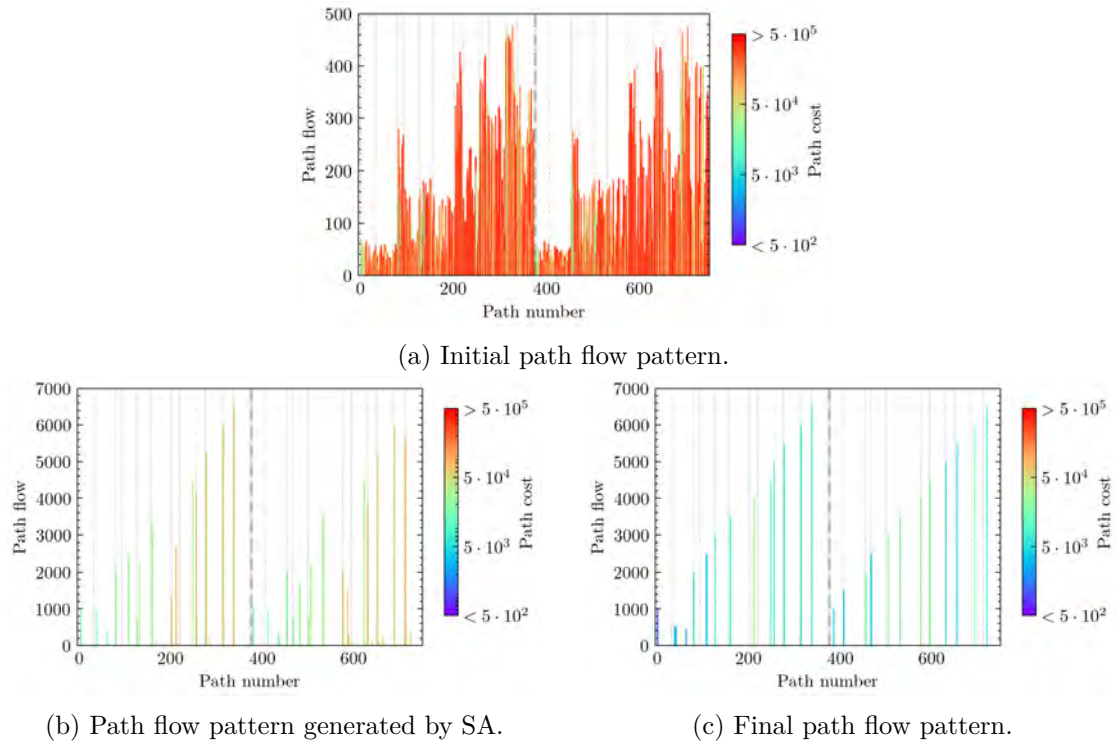 500
400
300
200
100
0
Path flow
0
200
400
600
Path number
> 5 · 10^5
5 · 10^4
5 · 10^3
< 5 · 10^2
Path cost
(a) Initial path flow pattern.
7000
6000
5000
4000
3000
2000
1000
0
Path flow
0
200
400
600
Path number
> 5 · 10^5
5 · 10^4
5 · 10^3
< 5 · 10^2
Path cost
(b) Path flow pattern generated by SA.
7000
6000
5000
4000
3000
2000
1000
0
Path flow
0
200
400
600
Path number
> 5 · 10^5
5 · 10^4
5 · 10^3
< 5 · 10^2
Path cost
(c) Final path flow pattern.